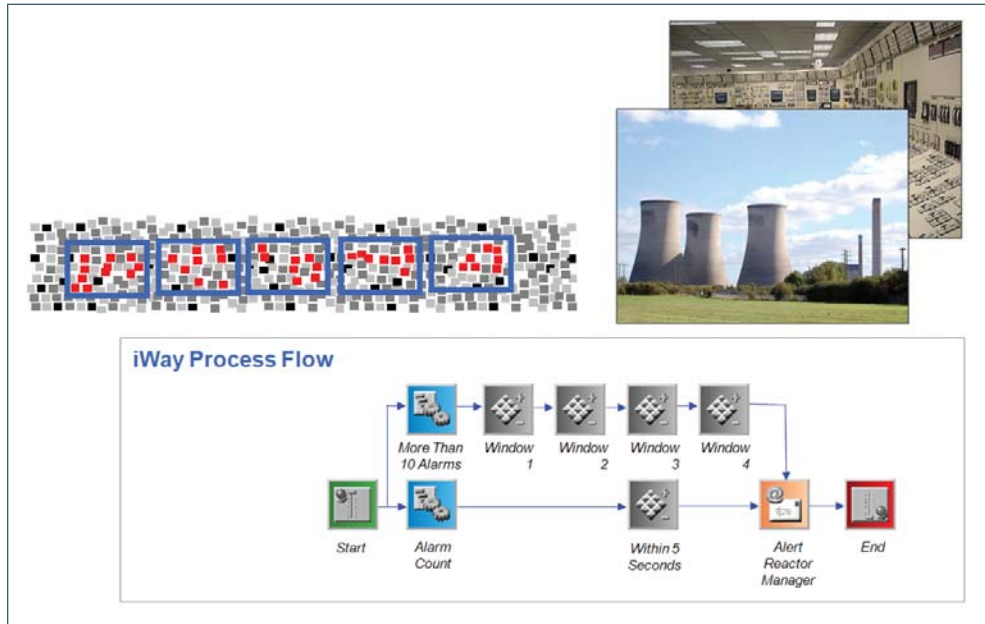 iWay Process Flow
More Than
10 Alarms
Window
1
Window
2
Window
3
Window
4
Start
Alarm
Count
Within 5
Seconds
Alert
Reactor
Manager
End